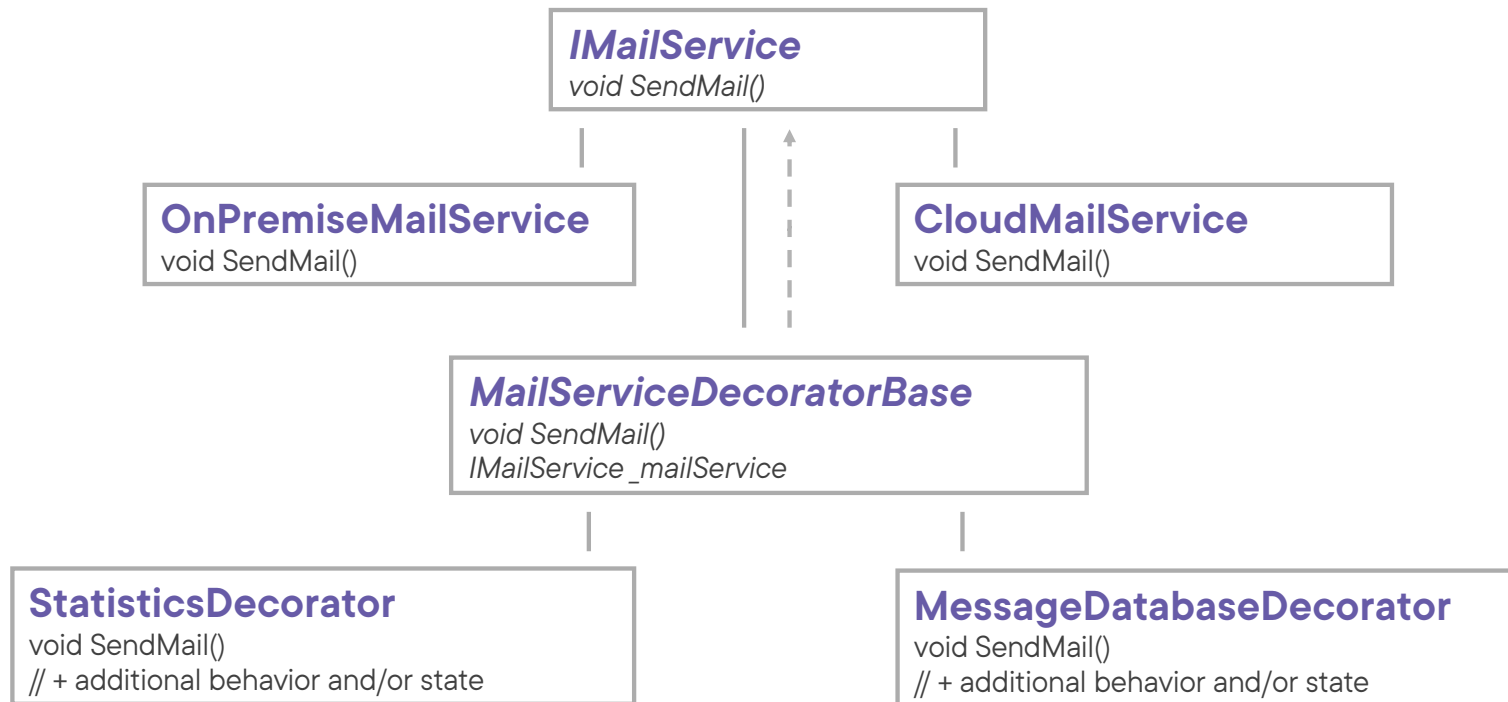 IMailService
void SendMail()
OnPremiseMailService
void SendMail()
CloudMailService
void SendMail()
MailServiceDecoratorBase
void SendMail()
IMailService _mailService
StatisticsDecorator
void SendMail()
// + additional behavior and/or state
MessageDatabaseDecorator
void SendMail()
// + additional behavior and/or state